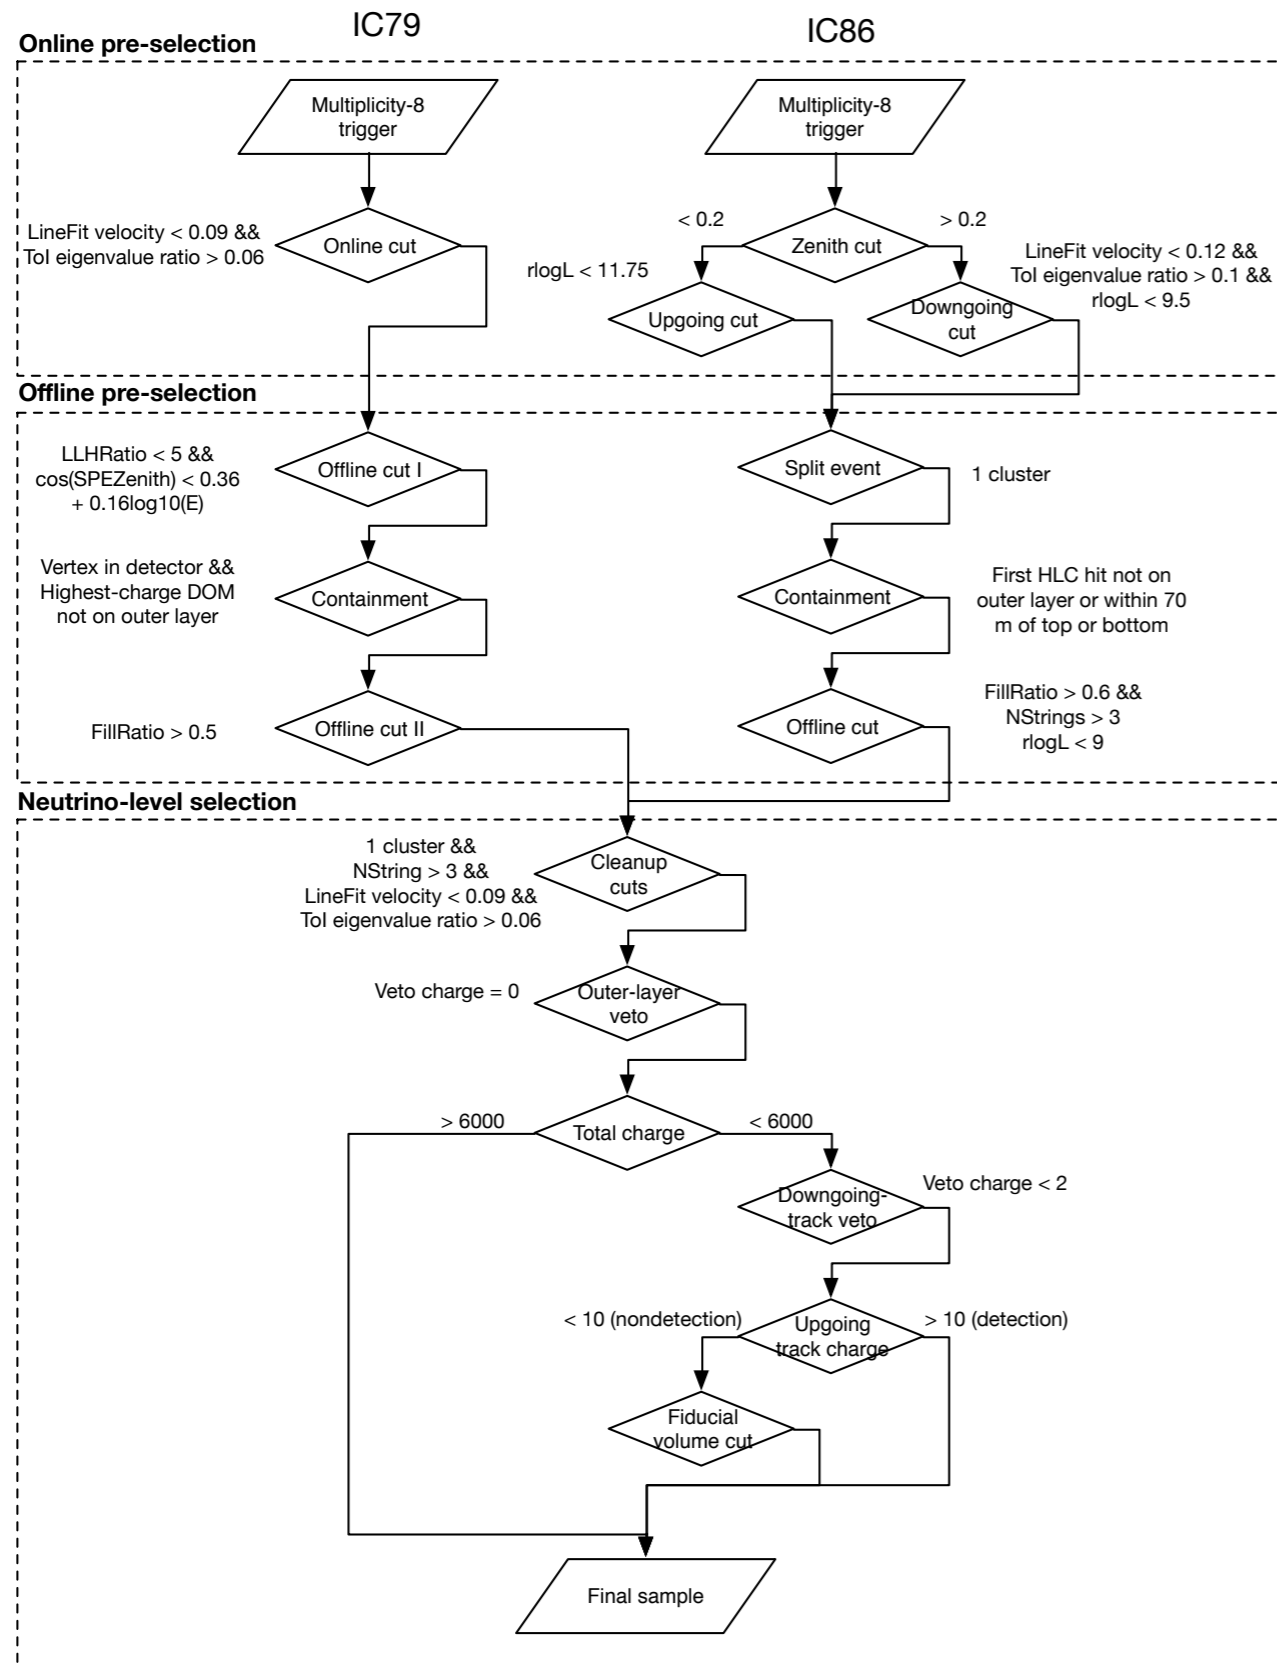 IC79
IC86
Online pre-selection
Multiplicity-8
trigger
Multiplicity-8
trigger
LineFit velocity < 0.09 &&
ToI eigenvalue ratio > 0.06
Online cut
< 0.2
Zenith cut
> 0.2
rlogL < 11.75
Upgoing cut
LineFit velocity < 0.12 &&
ToI eigenvalue ratio > 0.1 &&
rlogL < 9.5
Downgoing
cut
Offline pre-selection
LLHRatio < 5 &&
cos(SPEZenith) < 0.36
+ 0.16log10(E)
Offline cut I
Split event
1 cluster
Vertex in detector &&
Highest-charge DOM
not on outer layer
Containment
Containment
First HLC hit not on
outer layer or within 70
m of top or bottom
FillRatio > 0.5
Offline cut II
Offline cut
FillRatio > 0.6 &&
NStrings > 3
rlogL < 9
Neutrino-level selection
1 cluster &&
NString > 3 &&
LineFit velocity < 0.09 &&
ToI eigenvalue ratio > 0.06
Cleanup
cuts
Veto charge = 0
Outer-layer
veto
> 6000
Total charge
< 6000
Downgoing-
track veto
Veto charge < 2
< 10 (nondetection)
Upgoing
track charge
> 10 (detection)
Fiducial
volume cut
Final sample